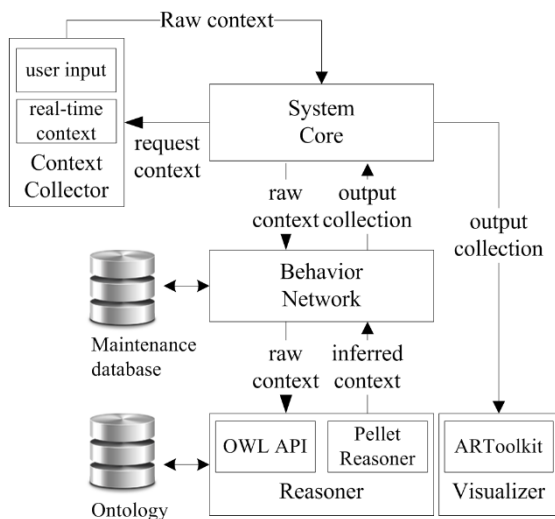 Raw context
user input
real-time
context
Context
Collector
request
context
System
Core
raw
context
output
collection
output
collection
Behavior
Network
Maintenance
database
raw
context
inferred
context
OWL API
Pellet
Reasoner
Reasoner
ARToolkit
Visualizer
Ontology